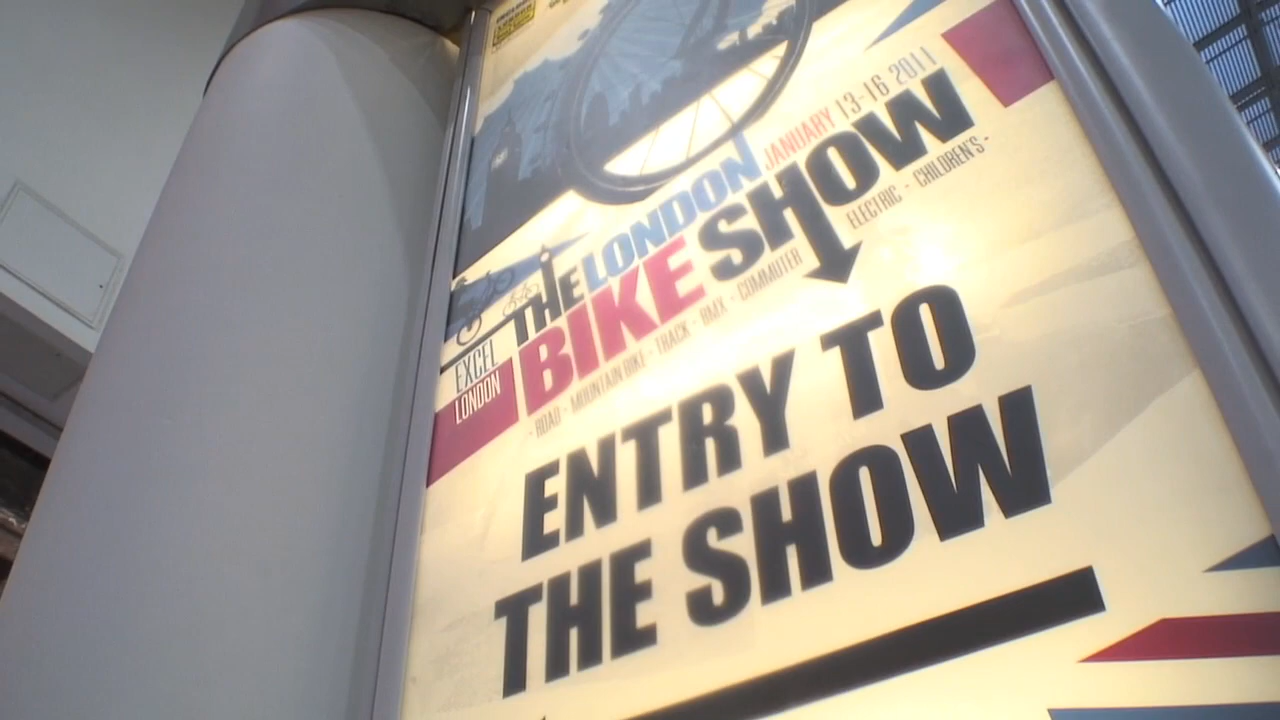 JANUARY 13-16 2011
THE LONDON
BIKE SHOW
EXCEL
LONDON
- ROAD - MOUNTAIN BIKE - TRACK - BMX - COMMUTER ELECTRIC - CHILDREN'S -
ENTRY TO
THE SHOW